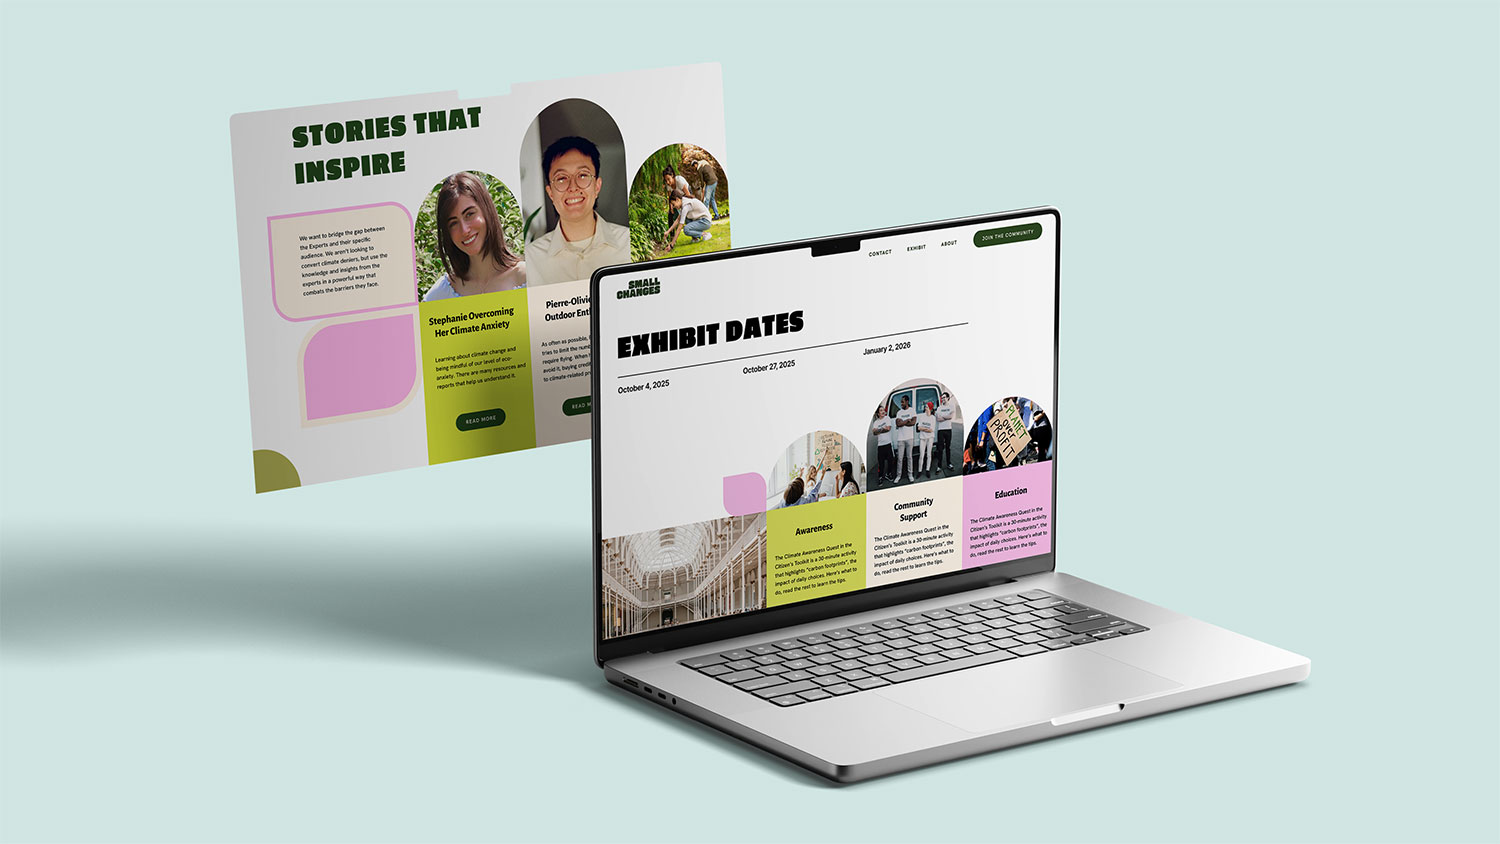 STORIES THAT
INSPIRE
We want to bridge the gap between
the Experts and their specific
audience. We aren't looking to
convert climate deniers, but use the
knowledge and insights from the
experts in a powerful way that
combats the barriers they face.
Stephanie Overcoming
Her Climate Anxiety
Learning about climate change and
being mindful of our level of eco-
anxiety. There are many resources and
reports that help us understand it.
READ MORE
Pierre-Olivie
Outdoor Ent
As often as possible,
tries to limit the num
require flying. When
avoid it, buying cred
to climate-related pr
READ M
CONTACT
EXHIBIT
ABOUT
JOIN THE COMMUNITY
SMALL
CHANGES
EXHIBIT DATES
October 4, 2025
October 27, 2025
January 2, 2026
PLANET
over
PROFIT
Awareness
The Climate Awareness Quest in the
Citizen's Toolkit is a 30-minute activity
that highlights "carbon footprints", the
impact of daily choices. Here's what to
do, read the rest to learn the tips.
Community
Support
The Climate Awareness Quest in the
Citizen's Toolkit is a 30-minute activity
that highlights "carbon footprints", the
impact of daily choices. Here's what to
do, read the rest to learn the tips.
Education
The Climate Awareness Quest in the
Citizen's Toolkit is a 30-minute activity
that highlights "carbon footprints", the
impact of daily choices. Here's what to
do, read the rest to learn the tips.